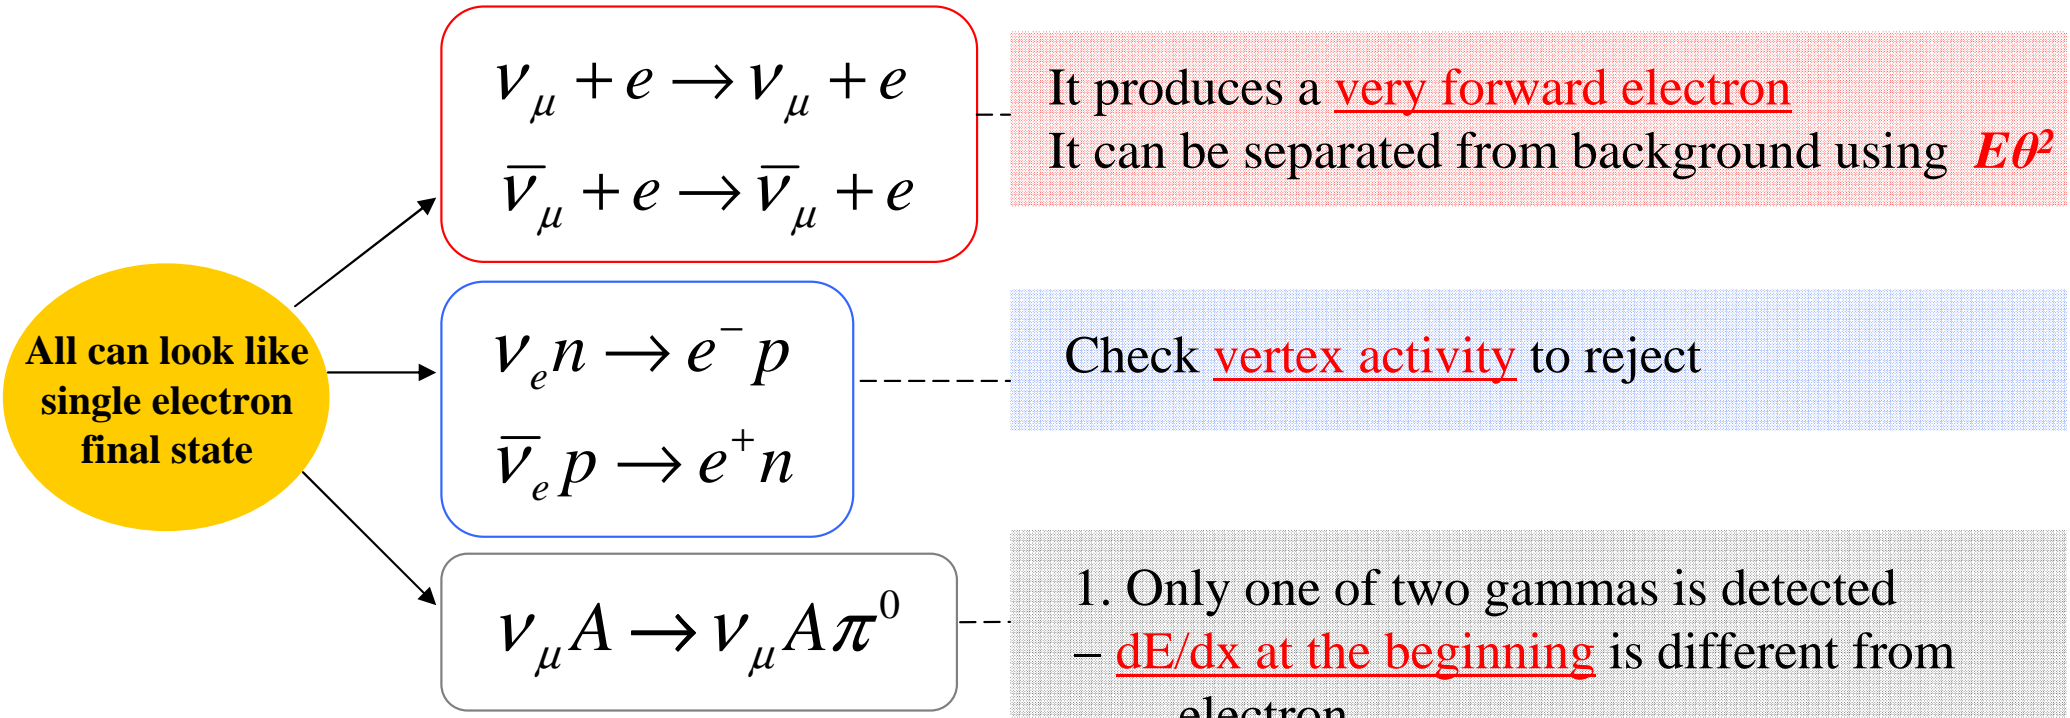 All can look like
single electron
final state
ν_μ + e → ν_μ + e
ν̅_μ + e → ν̅_μ + e
It produces a very forward electron
It can be separated from background using Eθ²
ν_e n → e⁻ p
ν̅_e p → e⁺ n
Check vertex activity to reject
ν_μ A → ν_μ A π⁰
1. Only one of two gammas is detected
– dE/dx at the beginning is different from
electron